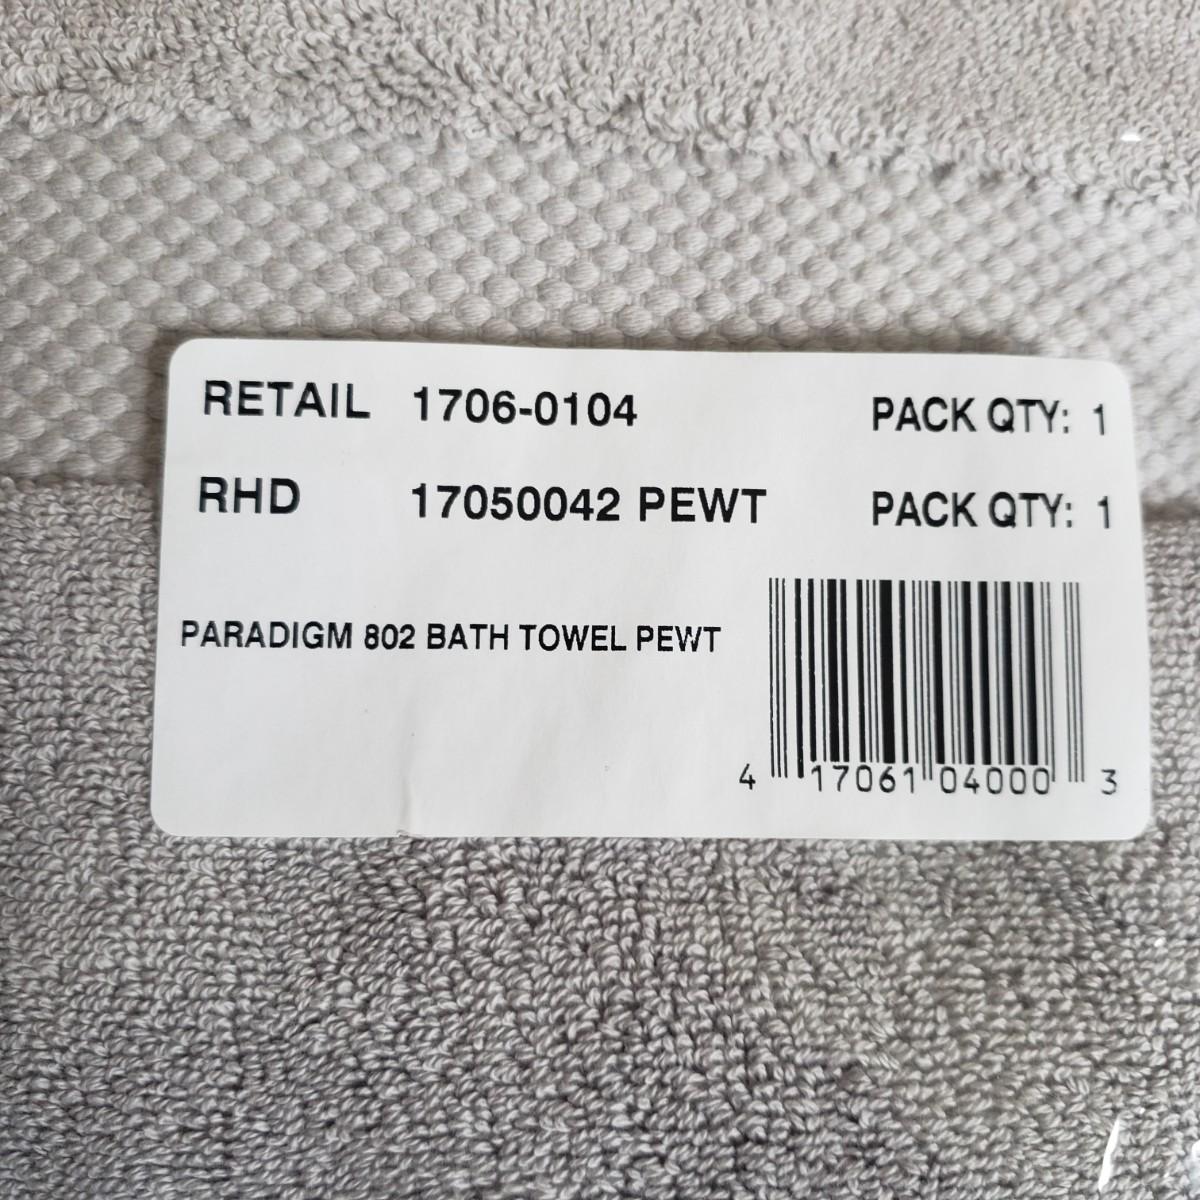 RETAIL 1706-0104 PACK QTY: 1
RHD 17050042 PEWT PACK QTY: 1
PARADIGM 802 BATH TOWEL PEWT
4 17061 04000 3